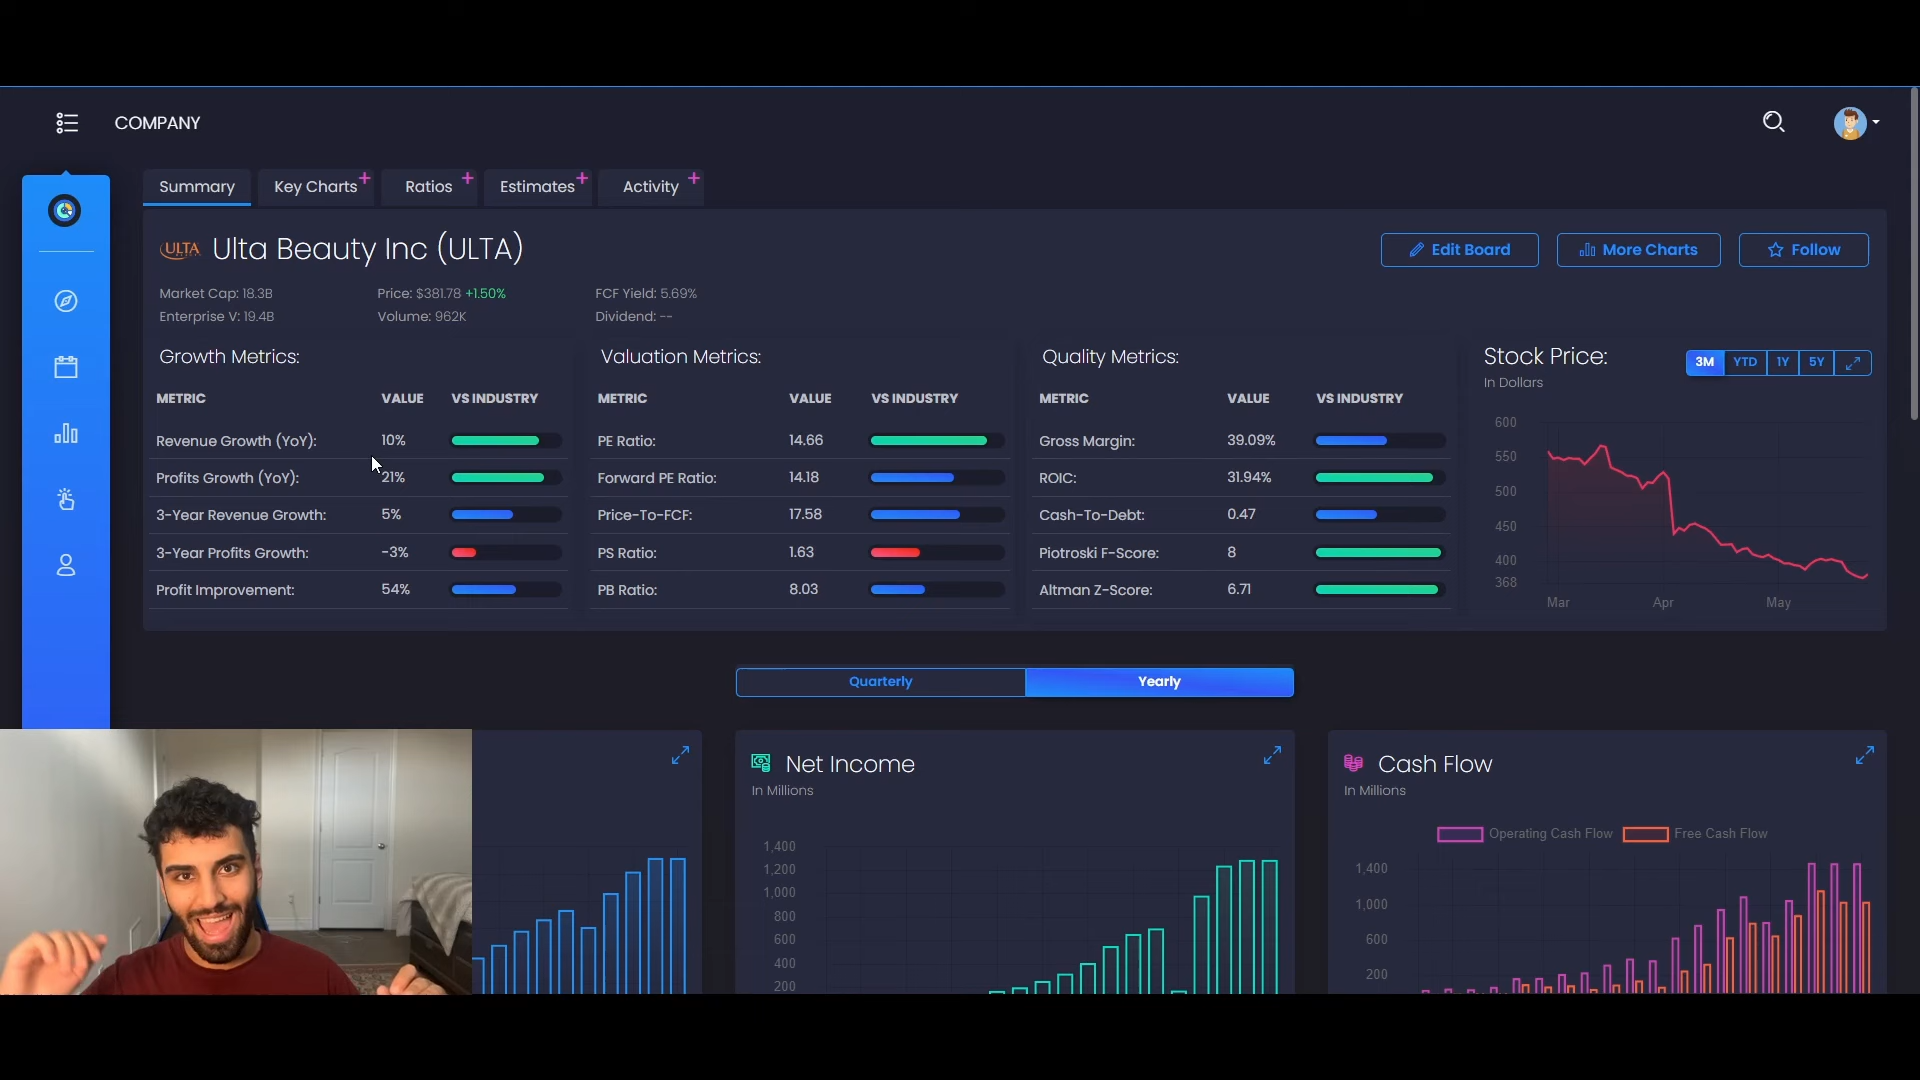 COMPANY
Summary
Key Charts
Ratios
Estimates
Activity
ULTA
Ulta Beauty Inc (ULTA)
Edit Board
More Charts
Follow
Market Cap: 18.3B
Price: $381.78 +1.50%
FCF Yield: 5.69%
Enterprise V: 19.4B
Volume: 962K
Dividend: --
Growth Metrics:
METRIC VALUE VS INDUSTRY
Revenue Growth (YoY): 10%
Profits Growth (YoY): 21%
3-Year Revenue Growth: 5%
3-Year Profits Growth: -3%
Profit Improvement: 54%
Valuation Metrics:
METRIC VALUE VS INDUSTRY
PE Ratio: 14.66
Forward PE Ratio: 14.18
Price-To-FCF: 17.58
PS Ratio: 1.63
PB Ratio: 8.03
Quality Metrics:
METRIC VALUE VS INDUSTRY
Gross Margin: 39.09%
ROIC: 31.94%
Cash-To-Debt: 0.47
Piotroski F-Score: 8
Altman Z-Score: 6.71
Stock Price:
In Dollars
3M YTD 1Y 5Y
600
550
500
450
400
368
Mar Apr May
Quarterly Yearly
Net Income
In Millions
1,400
1,200
1,000
800
600
400
200
Cash Flow
In Millions
Operating Cash Flow Free Cash Flow
1,400
1,000
600
200